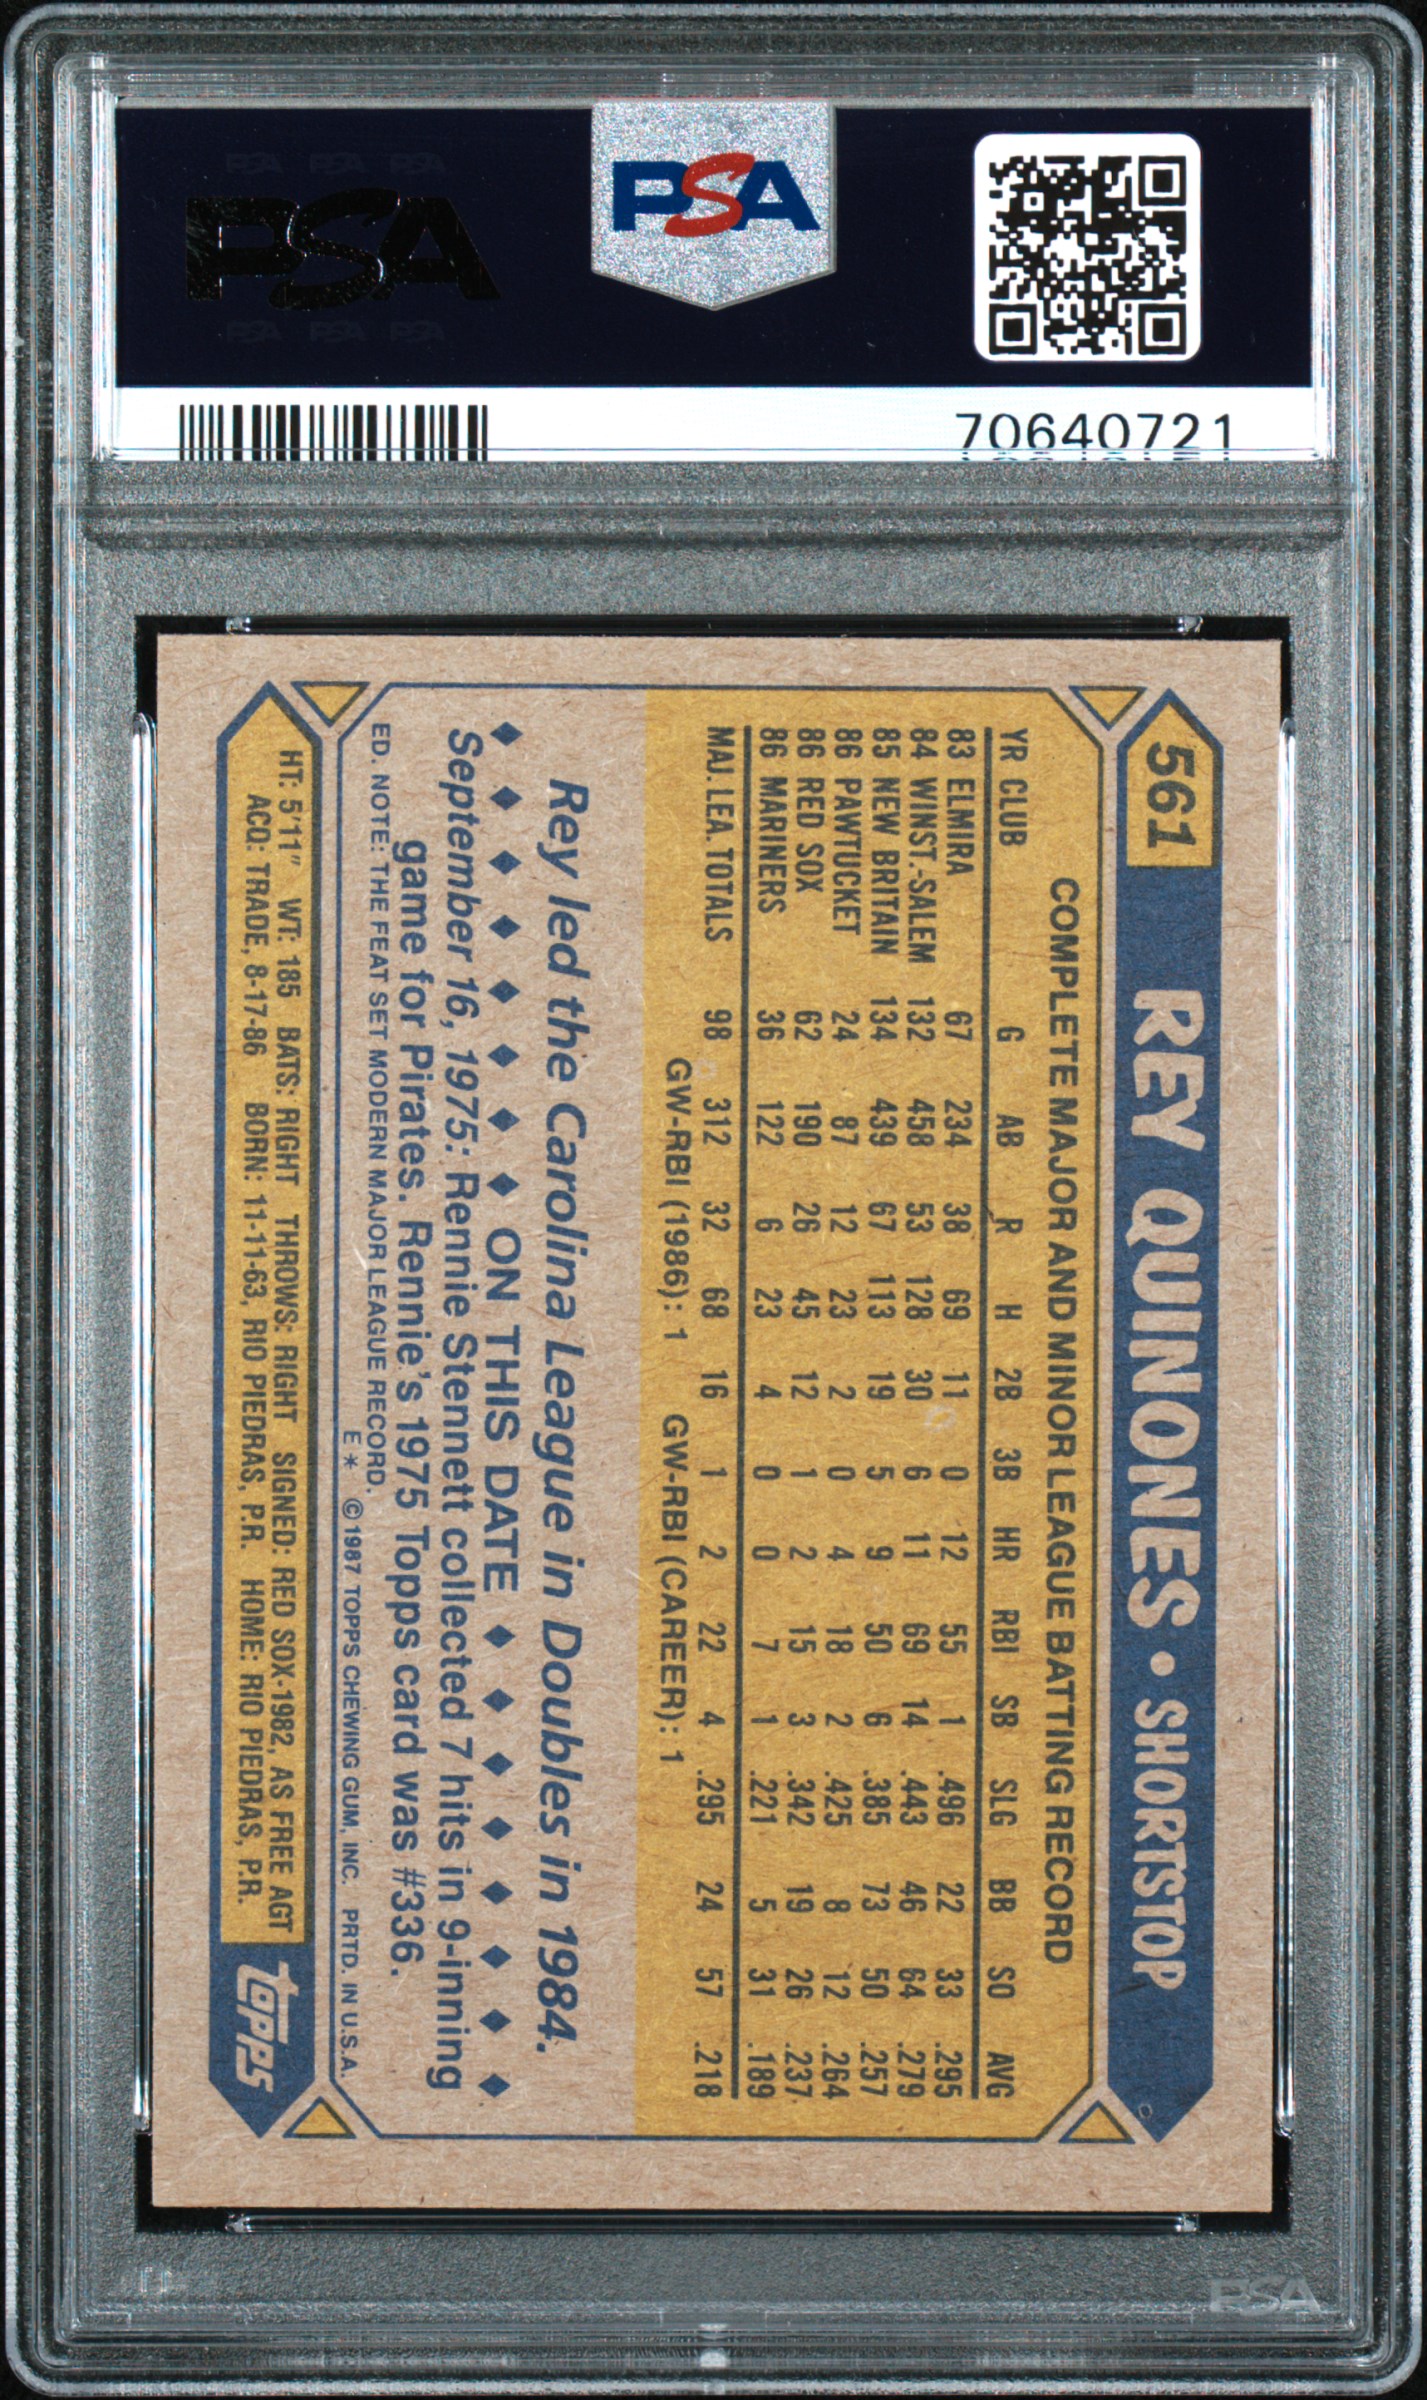 PSA PSA PSA
PSA
PSA PSA PSA
PSA
70640721
561 REY QUINONES • SHORTSTOP
COMPLETE MAJOR AND MINOR LEAGUE BATTING RECORD
YR CLUB G AB R H 2B 3B HR RBI SB SLG BB SO AVG
83 ELMIRA 67 234 38 69 11 0 12 55 1 .496 22 33 .295
84 WINST.-SALEM 132 458 53 128 30 6 11 69 14 .443 46 64 .279
85 NEW BRITAIN 134 439 67 113 19 5 9 50 6 .385 73 50 .257
86 PAWTUCKET 24 87 12 23 2 0 4 18 2 .425 8 12 .264
86 RED SOX 62 190 26 45 12 1 2 15 3 .342 19 26 .237
86 MARINERS 36 122 6 23 4 0 0 7 1 .221 5 31 .189
MAJ. LEA. TOTALS 98 312 32 68 16 1 2 22 4 .295 24 57 .218
GW-RBI (1986): 1 GW-RBI (CAREER): 1
Rey led the Carolina League in Doubles in 1984.
◆ ◆ ◆ ◆ ◆ ◆ ◆ ◆ ON THIS DATE ◆ ◆ ◆ ◆ ◆ ◆ ◆ ◆
September 16, 1975: Rennie Stennett collected 7 hits in 9-inning
game for Pirates. Rennie's 1975 Topps card was #336.
ED. NOTE: THE FEAT SET MODERN MAJOR LEAGUE RECORD.
E* © 1987 TOPPS CHEWING GUM, INC. PRTD. IN U.S.A.
HT: 5'11" WT: 185 BATS: RIGHT THROWS: RIGHT SIGNED: RED SOX-1982, AS FREE AGT
ACQ: TRADE, 8-17-86 BORN: 11-11-63, RIO PIEDRAS, P.R. HOME: RIO PIEDRAS, P.R.
topps
PSA